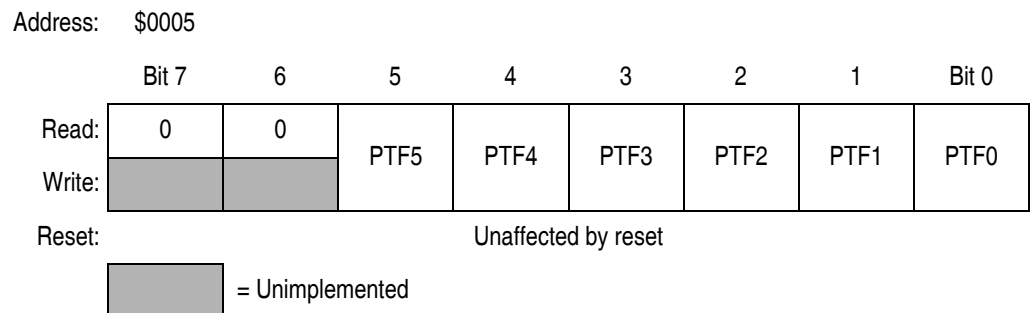 Address: $0005
Bit 7 6 5 4 3 2 1 Bit 0
Read: 0 0
PTF5 PTF4 PTF3 PTF2 PTF1 PTF0
Write:
Reset: Unaffected by reset
= Unimplemented